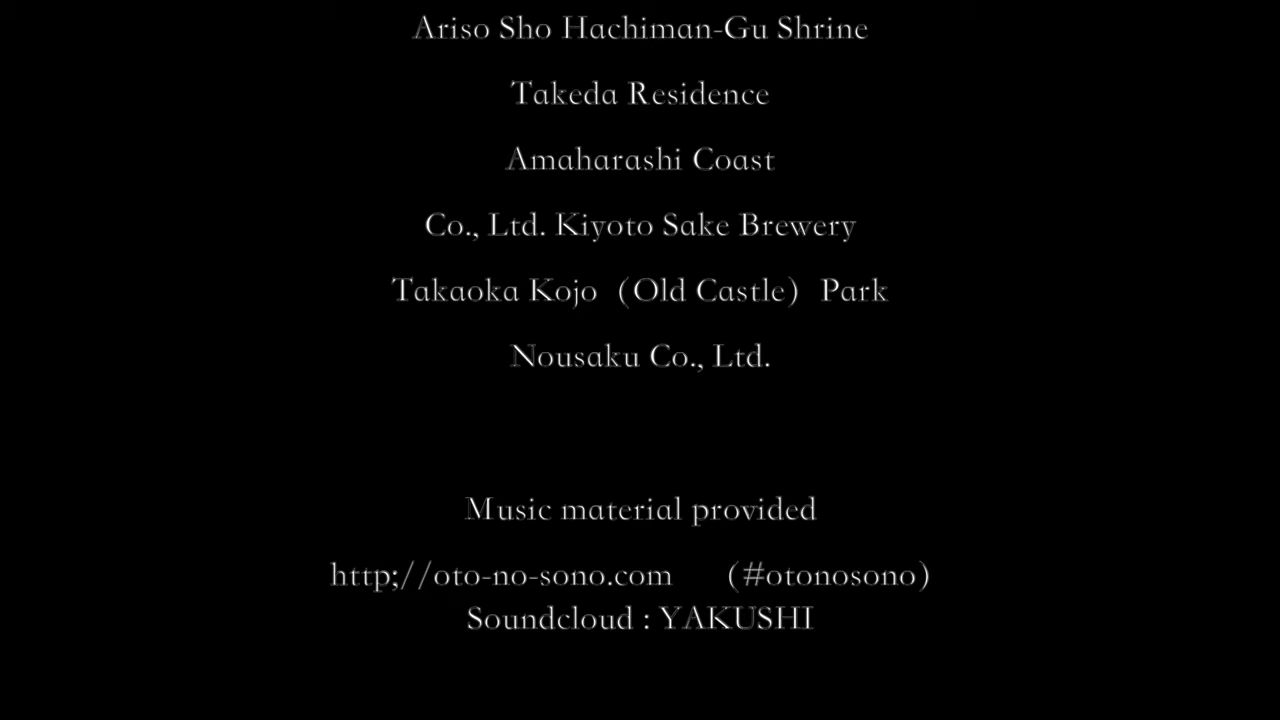 Ariso Sho Hachiman-Gu Shrine
Takeda Residence
Amaharashi Coast
Co., Ltd. Kiyoto Sake Brewery
Takaoka Kojo (Old Castle) Park
Nousaku Co., Ltd.
Music material provided
http;//oto-no-sono.com (#otonosono)
Soundcloud : YAKUSHI